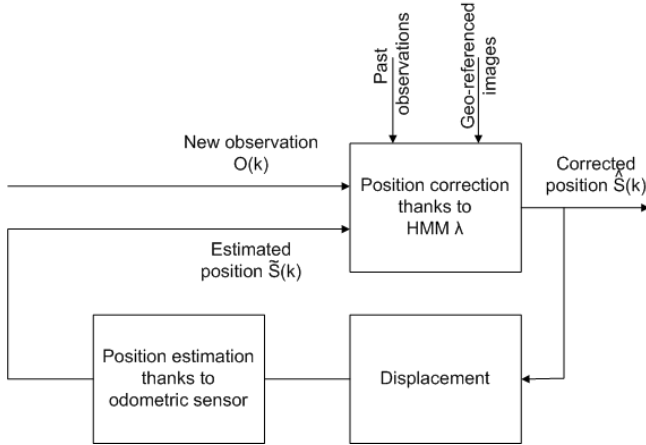 Past
observations
Geo-referenced
images
New observation
O(k)
Position correction
thanks to
HMM λ
Corrected
position Ŝ(k)
Estimated
position S̃(k)
Position estimation
thanks to
odometric sensor
Displacement